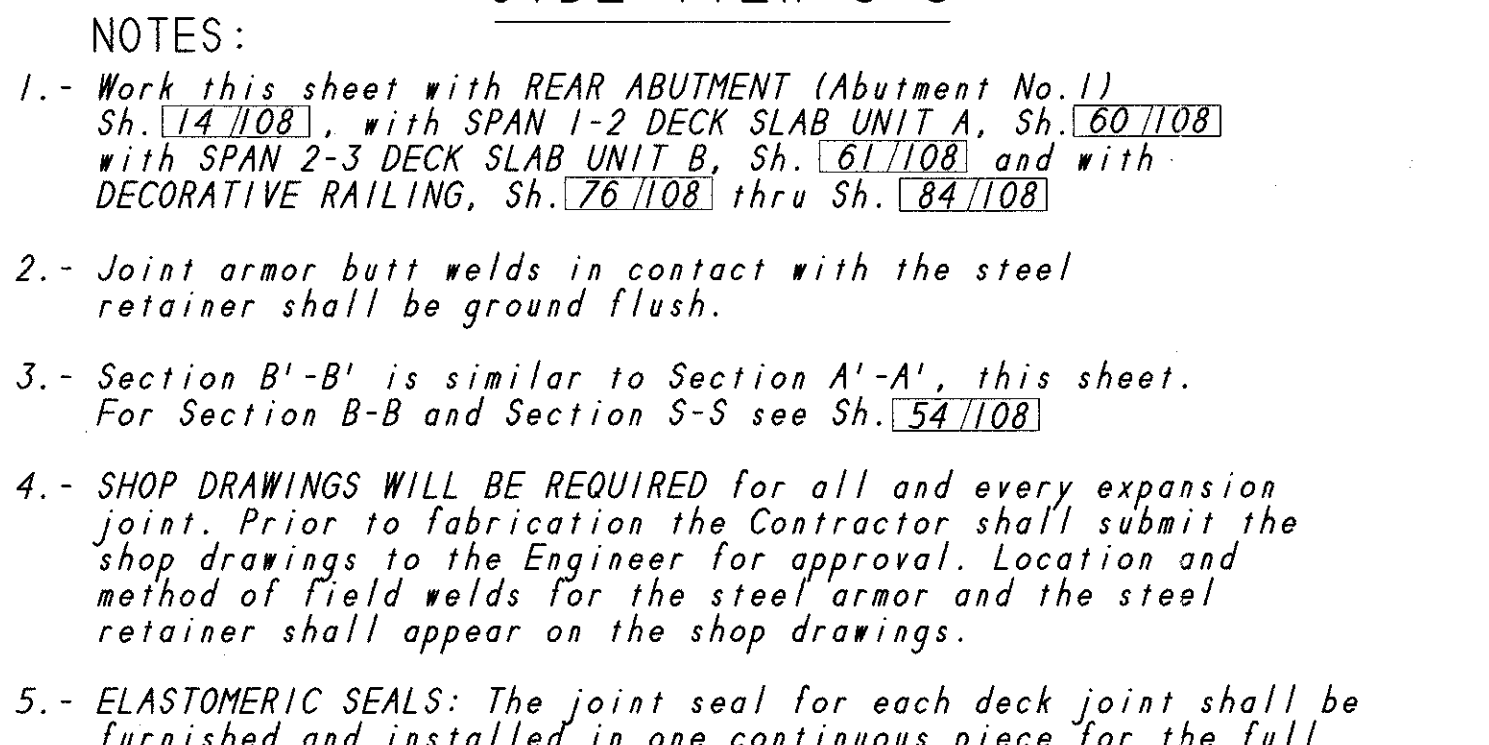 NOTES:
1.- Work this sheet with REAR ABUTMENT (Abutment No.1)
Sh. 14 /108 , with SPAN 1-2 DECK SLAB UNIT A, Sh. 60 /108
with SPAN 2-3 DECK SLAB UNIT B, Sh. 61 /108 and with
DECORATIVE RAILING, Sh. 76 /108 thru Sh. 84 /108
2.- Joint armor butt welds in contact with the steel
retainer shall be ground flush.
3.- Section B'-B' is similar to Section A'-A', this sheet.
For Section B-B and Section S-S see Sh. 54 /108
4.- SHOP DRAWINGS WILL BE REQUIRED for all and every expansion
joint. Prior to fabrication the Contractor shall submit the
shop drawings to the Engineer for approval. Location and
method of field welds for the steel armor and the steel
retainer shall appear on the shop drawings.
5.- ELASTOMERIC SEALS: The joint seal for each deck joint shall be
furnished and installed in one continuous piece for the full